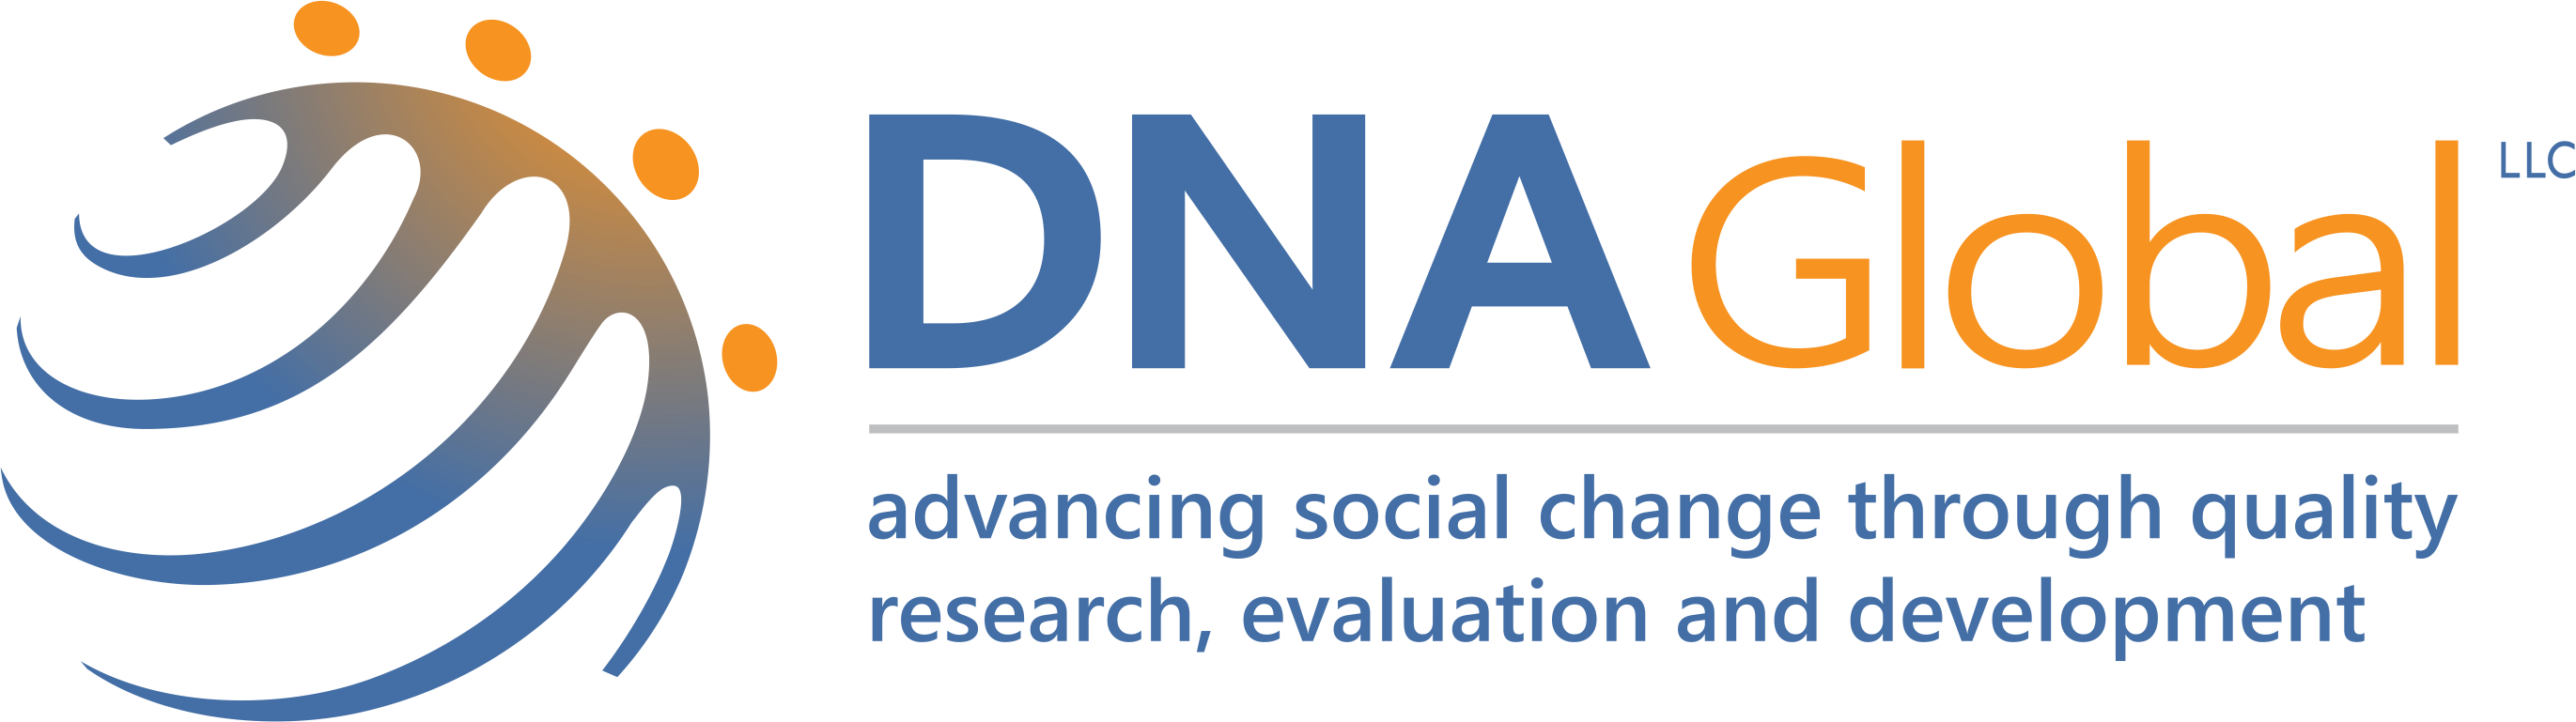 DNA Global LLC
advancing social change through quality
research, evaluation and development